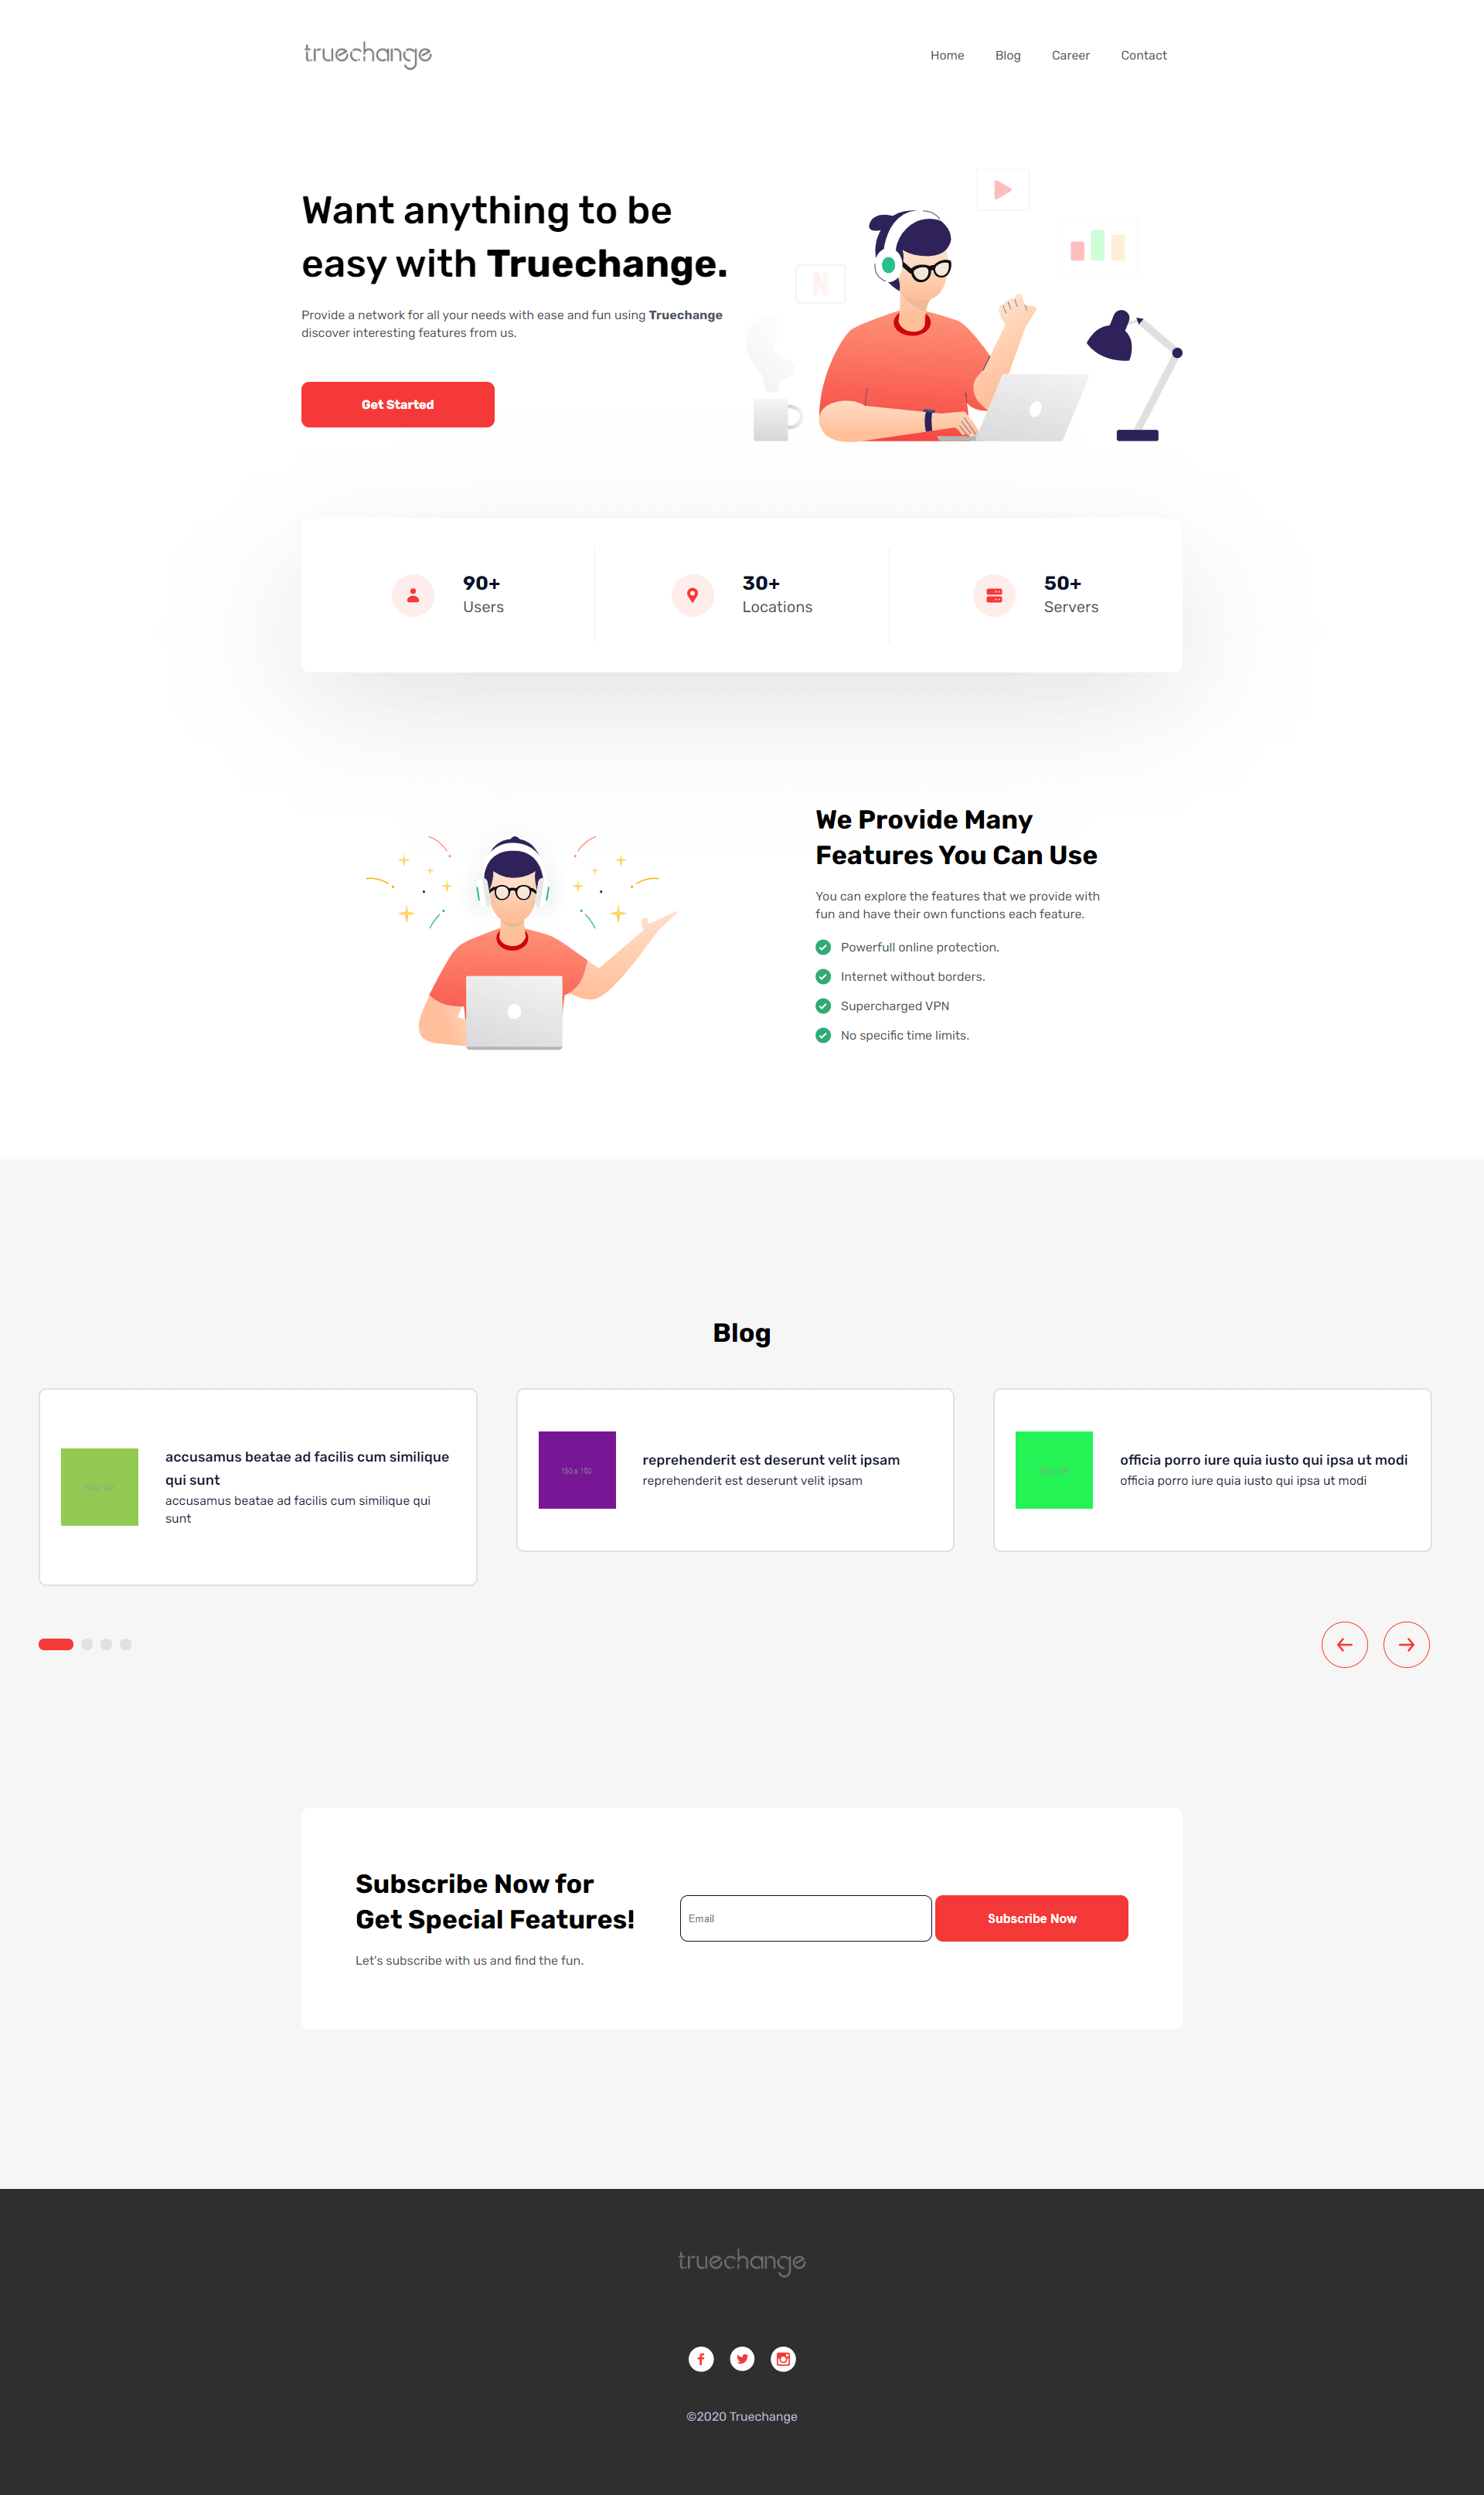 truechange
Home
Blog
Career
Contact
Want anything to be
easy with Truechange.
Provide a network for all your needs with ease and fun using Truechange
discover interesting features from us.
Get Started
N
90+
Users
30+
Locations
50+
Servers
We Provide Many
Features You Can Use
You can explore the features that we provide with
fun and have their own functions each feature.
Powerfull online protection.
Internet without borders.
Supercharged VPN
No specific time limits.
Blog
150 x 150
accusamus beatae ad facilis cum similique
qui sunt
accusamus beatae ad facilis cum similique qui
sunt
150 x 150
reprehenderit est deserunt velit ipsam
reprehenderit est deserunt velit ipsam
150 x 150
officia porro iure quia iusto qui ipsa ut modi
officia porro iure quia iusto qui ipsa ut modi
Subscribe Now for
Get Special Features!
Let's subscribe with us and find the fun.
Email
Subscribe Now
truechange
©2020 Truechange